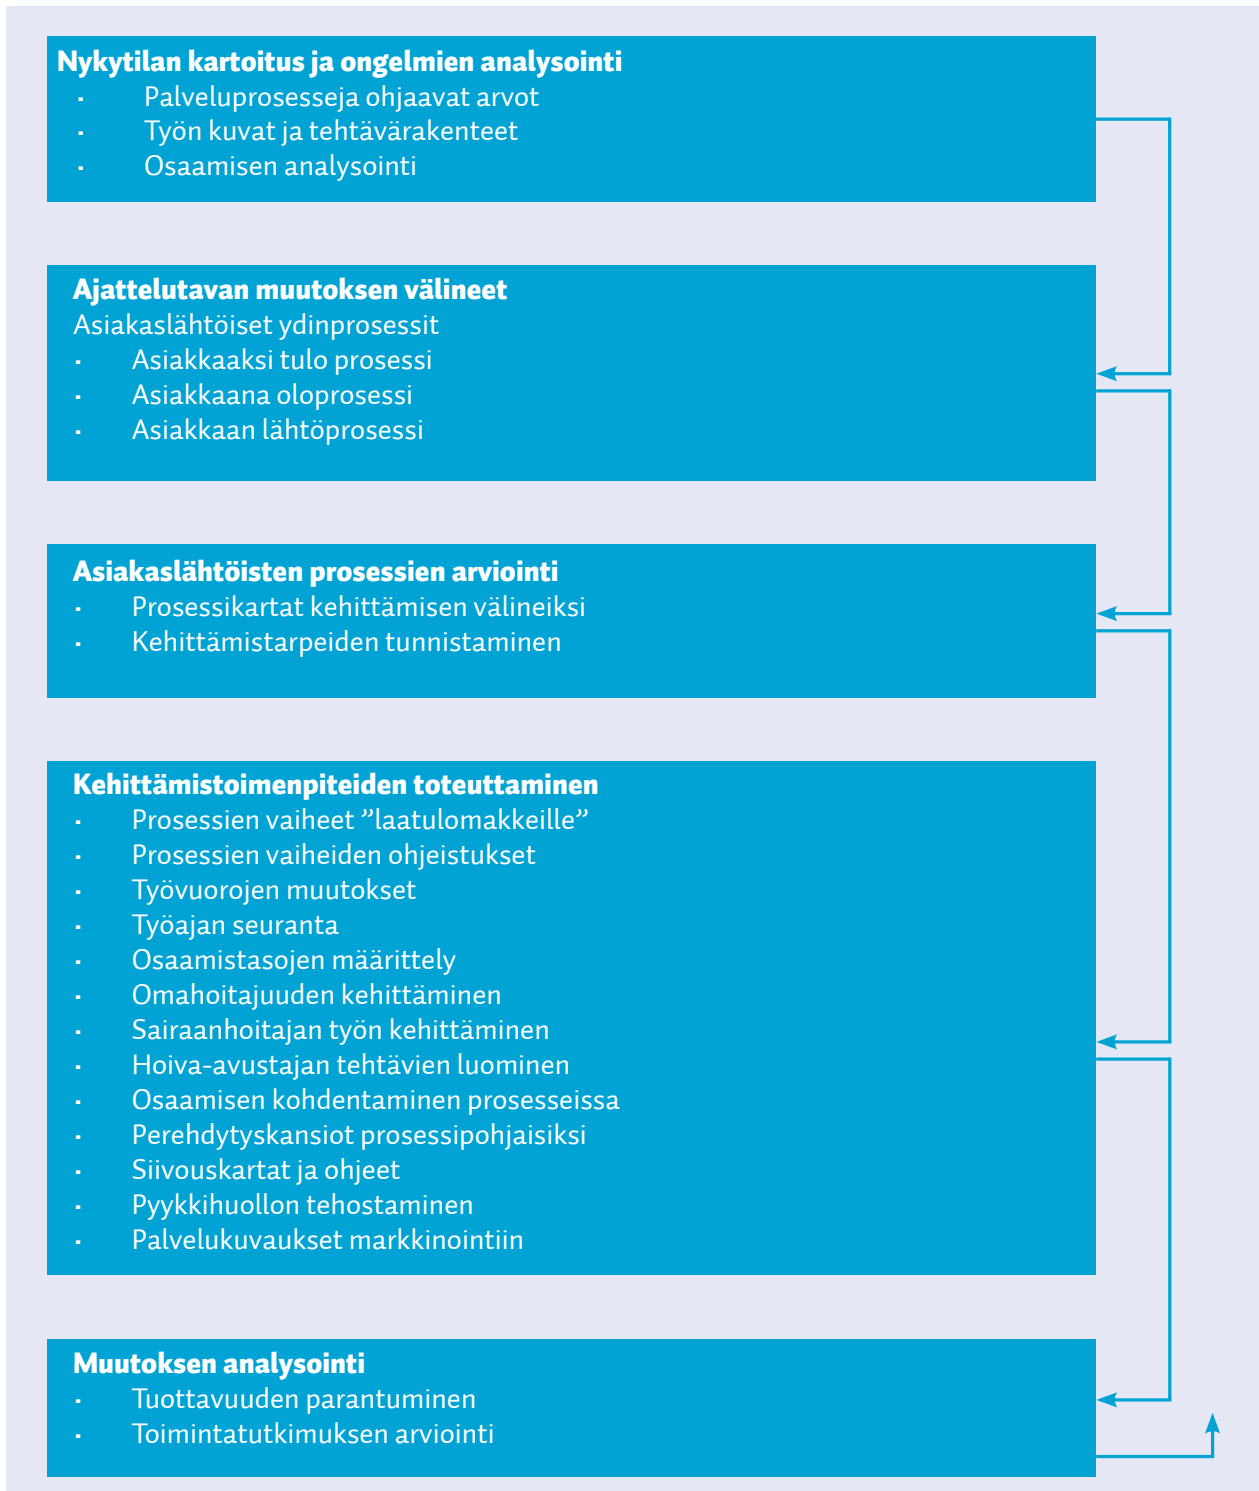 Nykytilan kartoitus ja ongelmien analysointi
▪ Palveluprosesseja ohjaavat arvot
▪ Työn kuvat ja tehtävärakenteet
▪ Osaamisen analysointi
Ajattelutavan muutoksen välineet
Asiakaslähtöiset ydinprosessit
▪ Asiakkaaksi tulo prosessi
▪ Asiakkaana oloprosessi
▪ Asiakkaan lähtöprosessi
Asiakaslähtöisten prosessien arviointi
▪ Prosessikartat kehittämisen välineiksi
▪ Kehittämistarpeiden tunnistaminen
Kehittämistoimenpiteiden toteuttaminen
▪ Prosessien vaiheet ”laatulomakkeille”
▪ Prosessien vaiheiden ohjeistukset
▪ Työvuorojen muutokset
▪ Työajan seuranta
▪ Osaamistasojen määrittely
▪ Omahoitajuuden kehittäminen
▪ Sairaanhoitajan työn kehittäminen
▪ Hoiva-avustajan tehtävien luominen
▪ Osaamisen kohdentaminen prosesseissa
▪ Perehdytyskansiot prosessipohjaisiksi
▪ Siivouskartat ja ohjeet
▪ Pyykkihuollon tehostaminen
▪ Palvelukuvaukset markkinointiin
Muutoksen analysointi
▪ Tuottavuuden parantuminen
▪ Toimintatutkimuksen arviointi